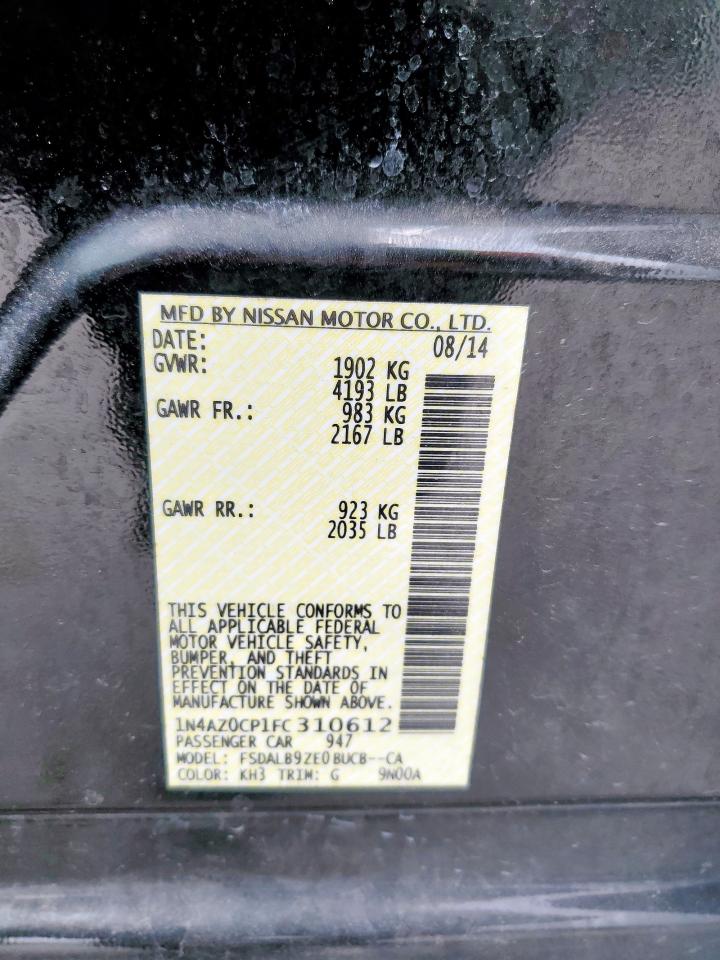 MFD BY NISSAN MOTOR CO., LTD.
DATE: 08/14
GVWR: 1902 KG
4193 LB
GAWR FR.: 983 KG
2167 LB
GAWR RR.: 923 KG
2035 LB
THIS VEHICLE CONFORMS TO
ALL APPLICABLE FEDERAL
MOTOR VEHICLE SAFETY,
BUMPER, AND THEFT
PREVENTION STANDARDS IN
EFFECT ON THE DATE OF
MANUFACTURE SHOWN ABOVE.
1N4AZ0CP1FC310612
PASSENGER CAR 947
MODEL: FSDALB9ZE0BUCB--CA
COLOR: KH3 TRIM: G 9N00A